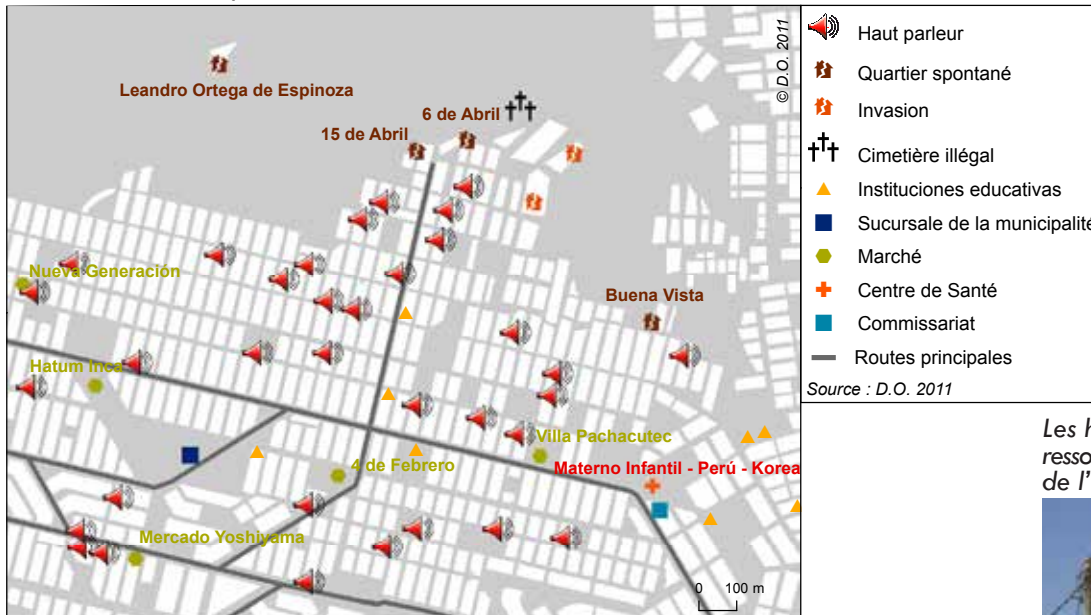 Leandro Ortega de Espinoza
6 de Abril
15 de Abril
Nueva Generación
Buena Vista
Hatum Inca
Villa Pachacutec
4 de Febrero
Materno Infantil - Perú - Korea
Mercado Yoshiyama
0 100 m
© D.O. 2011
Haut parleur
Quartier spontané
Invasion
Cimetière illégal
Instituciones educativas
Sucursale de la municipalité
Marché
Centre de Santé
Commissariat
Routes principales
Source : D.O. 2011
Les
de l'